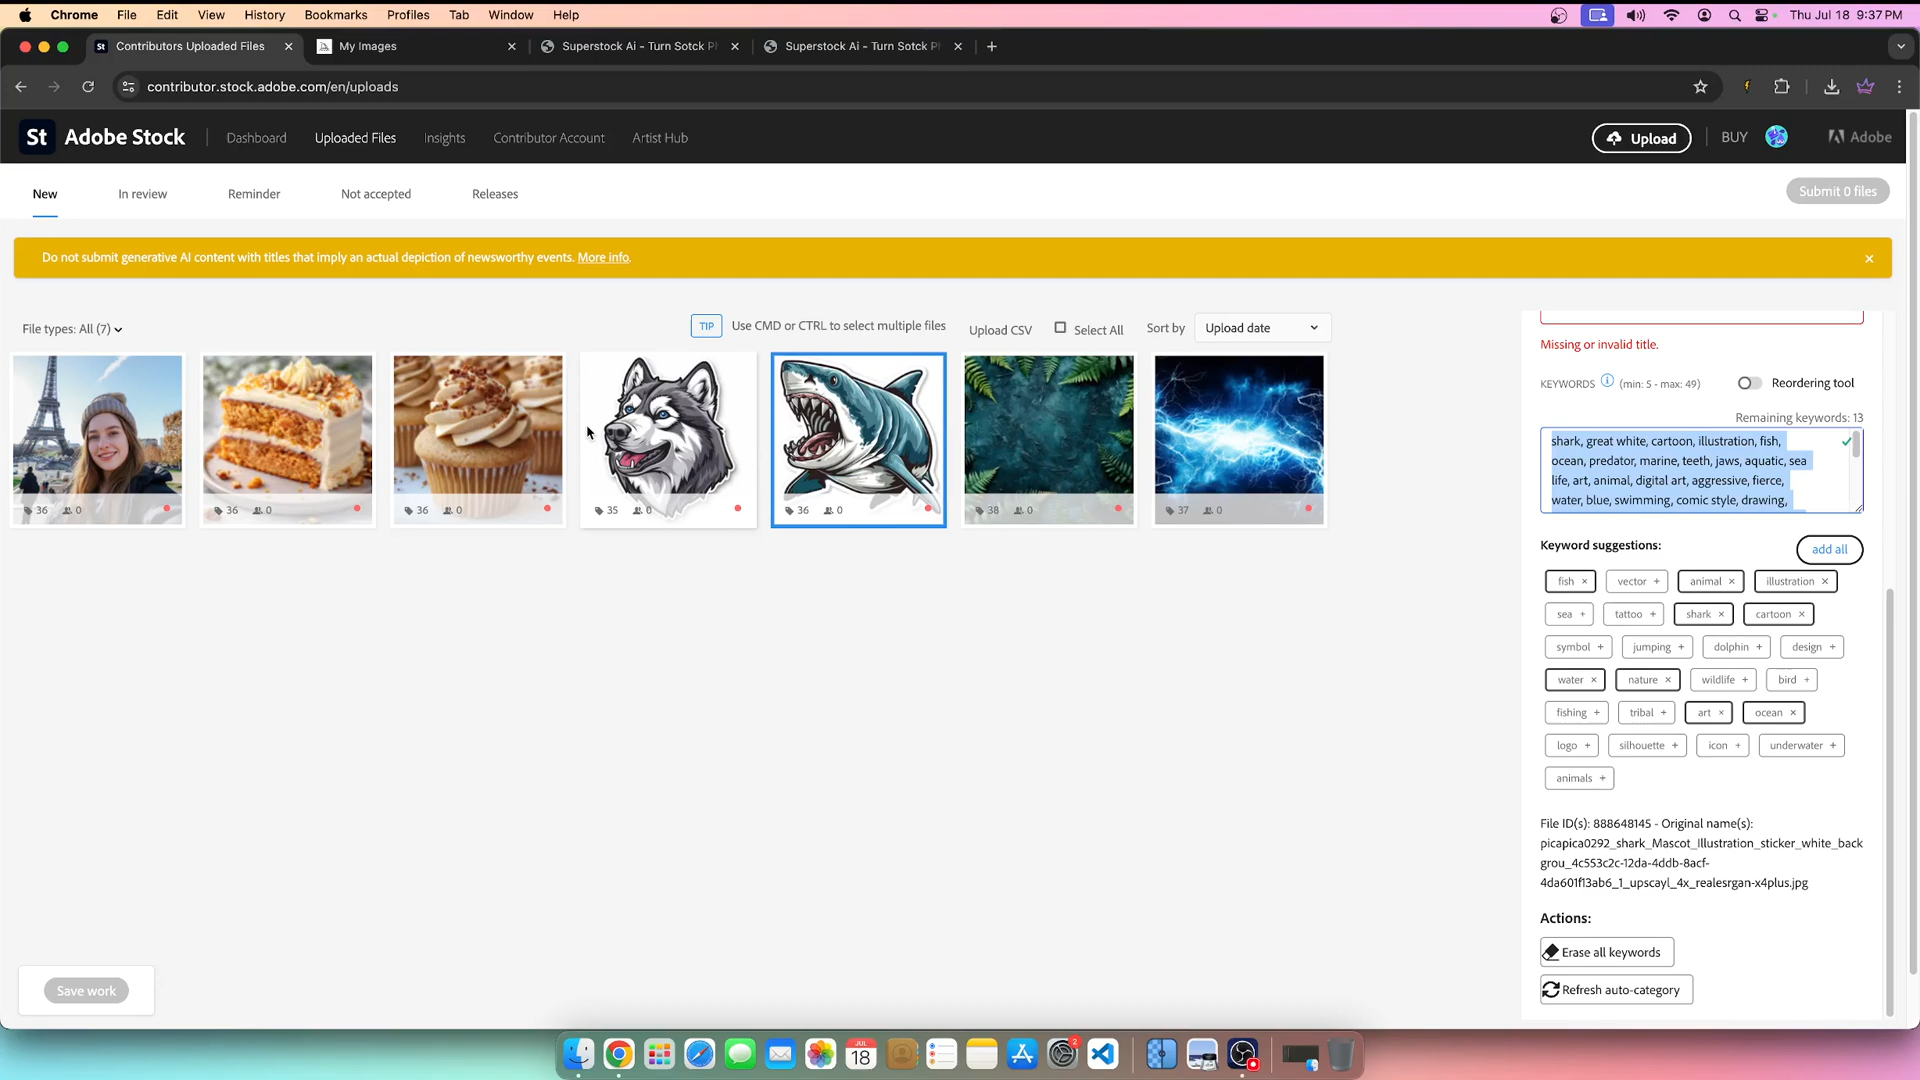 Chrome File Edit View History Bookmarks Profiles Tab Window Help Thu Jul 18 9:37 PM
St Contributors Uploaded Files My Images Superstock Ai - Turn Sotck P Superstock Ai - Turn Sotck P
contributor.stock.adobe.com/en/uploads
St Adobe Stock Dashboard Uploaded Files Insights Contributor Account Artist Hub Upload BUY Adobe
New In review Reminder Not accepted Releases Submit 0 files
Do not submit generative AI content with titles that imply an actual depiction of newsworthy events. More info.
File types: All (7) TIP Use CMD or CTRL to select multiple files Upload CSV Select All Sort by Upload date
36 0 36 0 36 0 35 0 36 0 38 0 37 0
Missing or invalid title.
KEYWORDS (min: 5 - max: 49) Reordering tool
Remaining keywords: 13
shark, great white, cartoon, illustration, fish,
ocean, predator, marine, teeth, jaws, aquatic, sea
life, art, animal, digital art, aggressive, fierce,
water, blue, swimming, comic style, drawing,
Keyword suggestions: add all
fish × vector + animal × illustration ×
sea + tattoo + shark × cartoon ×
symbol + jumping + dolphin + design +
water × nature × wildlife + bird +
fishing + tribal + art × ocean ×
logo + silhouette + icon + underwater +
animals +
File ID(s): 888648145 - Original name(s):
picapica0292_shark_Mascot_Illustration_sticker_white_back
grou_4c553c2c-12da-4ddb-8acf-
4da601f13ab6_1_upscayl_4x_realesrgan-x4plus.jpg
Actions:
Erase all keywords
Refresh auto-category
Save work
JUL
18
2